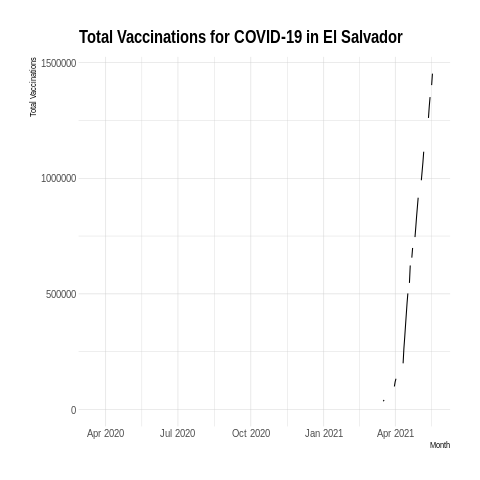 Total Vaccinations for COVID-19 in El Salvador
Total Vaccinations
1500000
1000000
500000
0
Apr 2020 Jul 2020 Oct 2020 Jan 2021 Apr 2021
Month